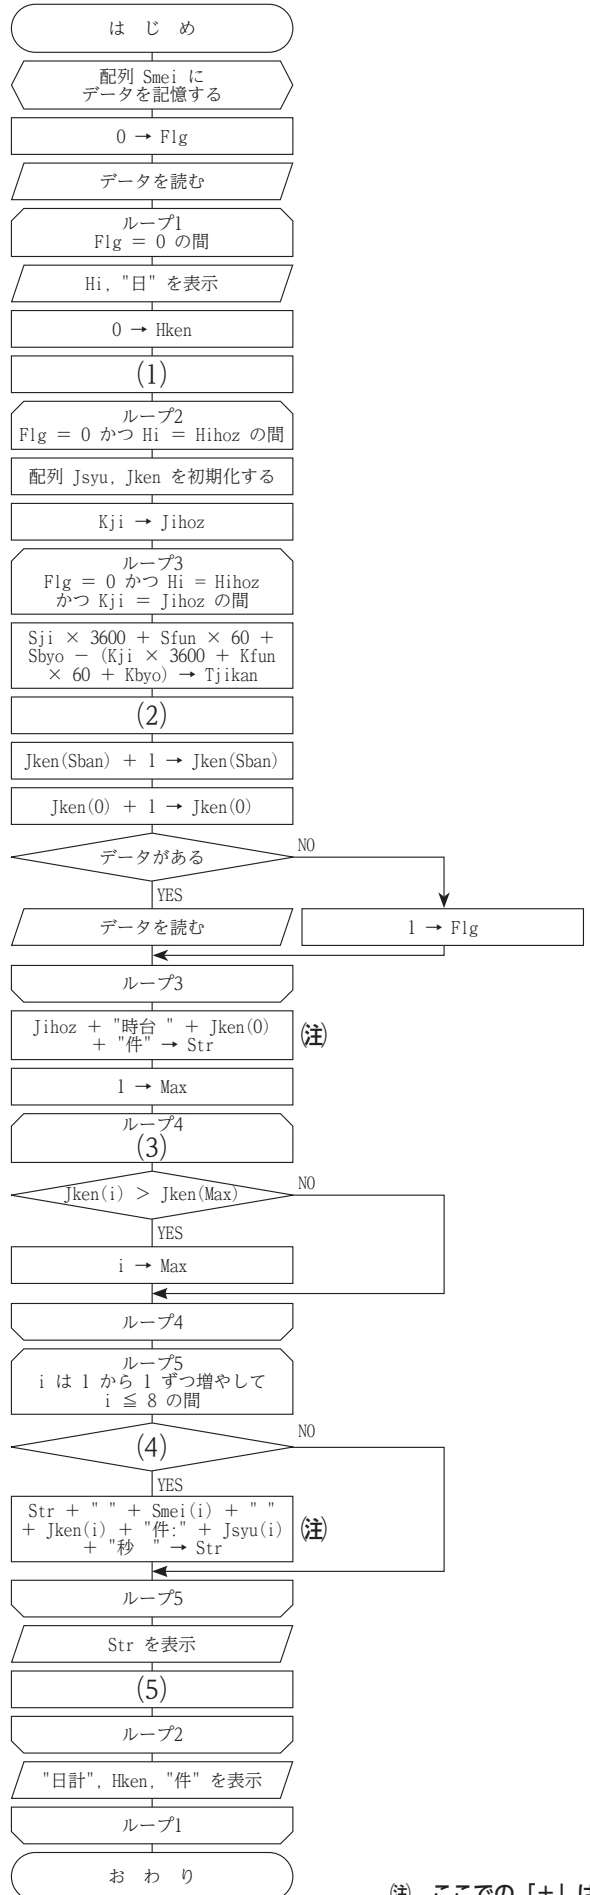 は じ め
配列 Smei に
データを記憶する
0 → Flg
データを読む
ループ1
Flg = 0 の間
Hi, "日" を表示
0 → Hken
(1)
ループ2
Flg = 0 かつ Hi = Hihoz の間
配列 Jsyu, Jken を初期化する
Kji → Jihoz
ループ3
Flg = 0 かつ Hi = Hihoz
かつ Kji = Jihoz の間
Sji × 3600 + Sfun × 60 +
Sbyo － (Kji × 3600 + Kfun
× 60 + Kbyo) → Tjikan
(2)
Jken(Sban) + 1 → Jken(Sban)
Jken(0) + 1 → Jken(0)
データがある
NO
YES
データを読む
1 → Flg
ループ3
Jihoz + "時台 " + Jken(0)
+ "件" → Str
(注)
1 → Max
ループ4
(3)
Jken(i) > Jken(Max)
NO
YES
i → Max
ループ4
ループ5
i は 1 から 1 ずつ増やして
i ≦ 8 の間
(4)
NO
YES
Str + " " + Smei(i) + " "
+ Jken(i) + "件:" + Jsyu(i)
+ "秒　" → Str
(注)
ループ5
Str を表示
(5)
ループ2
"日計", Hken, "件" を表示
ループ1
お わ り
(注) ここでの「+」は